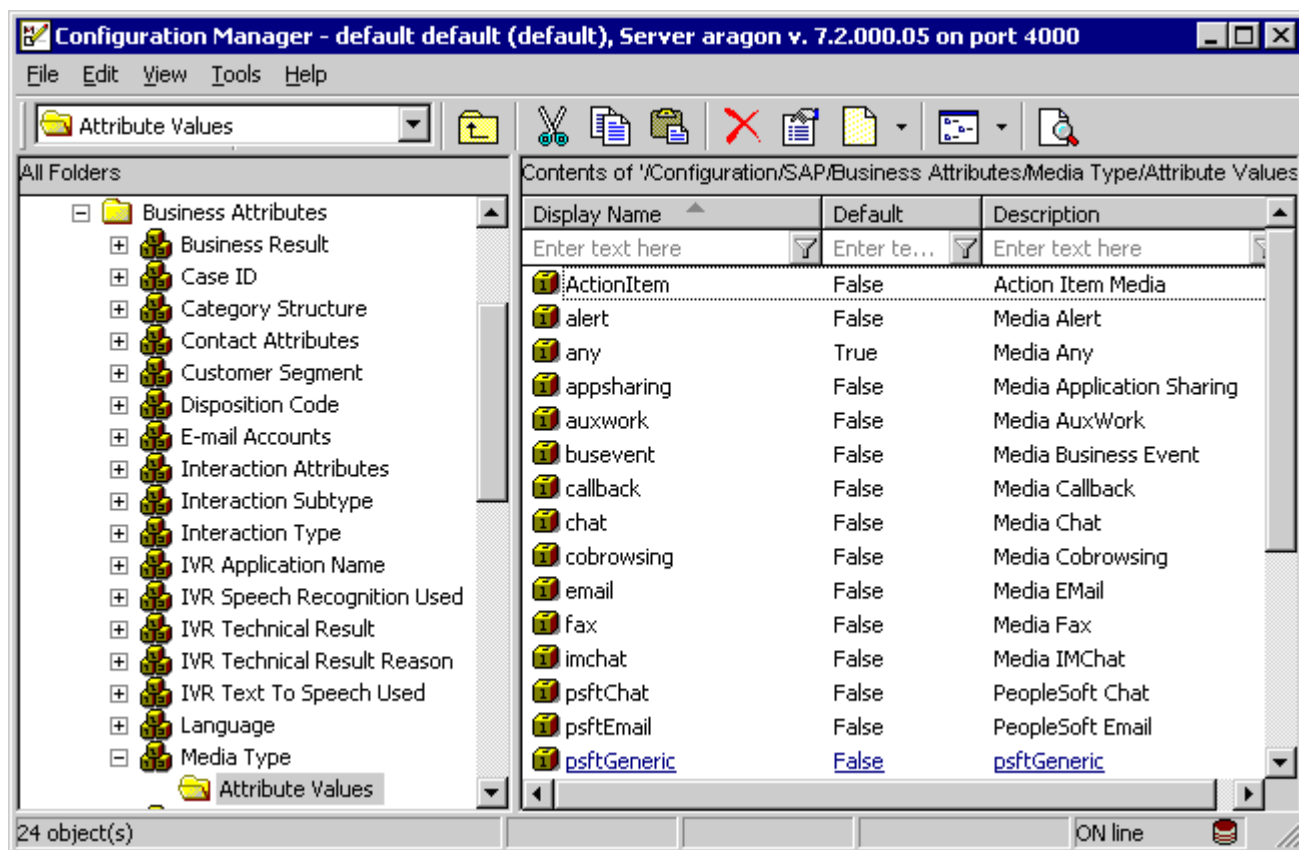 Configuration Manager - default default (default), Server aragon v. 7.2.000.05 on port 4000
File Edit View Tools Help
Attribute Values
All Folders
Business Attributes
Business Result
Case ID
Category Structure
Contact Attributes
Customer Segment
Disposition Code
E-mail Accounts
Interaction Attributes
Interaction Subtype
Interaction Type
IVR Application Name
IVR Speech Recognition Used
IVR Technical Result
IVR Technical Result Reason
IVR Text To Speech Used
Language
Media Type
Attribute Values
Contents of '/Configuration/SAP/Business Attributes/Media Type/Attribute Values
Display Name Default Description
Enter text here Enter te... Enter text here
ActionItem False Action Item Media
alert False Media Alert
any True Media Any
appsharing False Media Application Sharing
auxwork False Media AuxWork
busevent False Media Business Event
callback False Media Callback
chat False Media Chat
cobrowsing False Media Cobrowsing
email False Media EMail
fax False Media Fax
imchat False Media IMChat
psftChat False PeopleSoft Chat
psftEmail False PeopleSoft Email
psftGeneric False psftGeneric
24 object(s) ON line